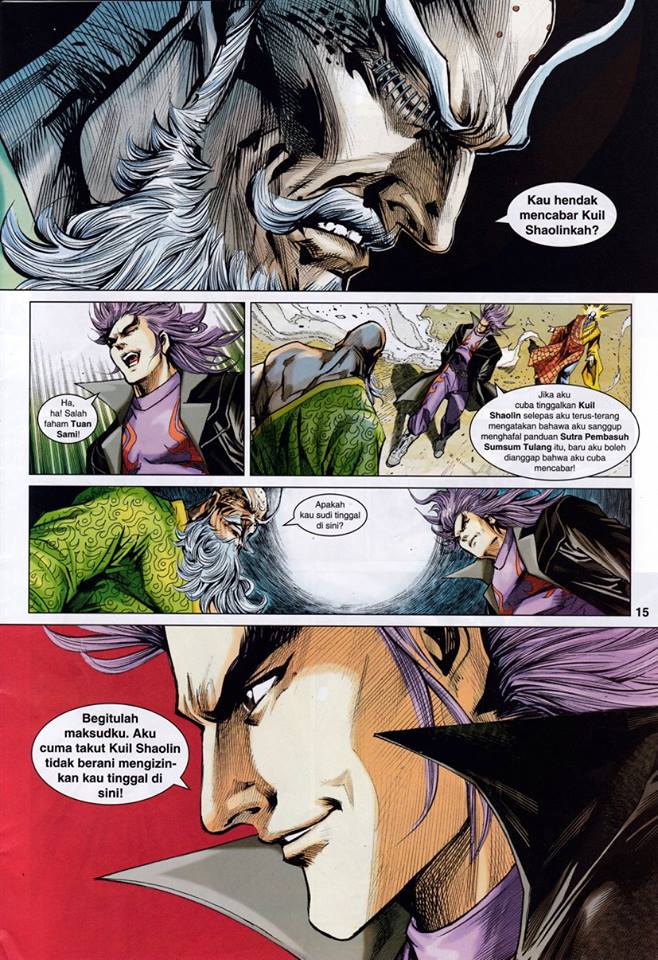 Kau hendak
mencabar Kuil
Shaolinkah?
Ha,
ha! Salah
faham Tuan
Sami!
Jika aku
cuba tinggalkan Kuil
Shaolin selepas aku terus-terang
mengatakan bahawa aku sanggup
menghafal panduan Sutra Pembasuh
Sumsum Tulang itu, baru aku boleh
dianggap bahwa aku cuba
mencabar!
Apakah
kau sudi tinggal
di sini?
15
Begitulah
maksudku. Aku
cuma takut Kuil Shaolin
tidak berani mengizin-
kan kau tinggal di
sini!